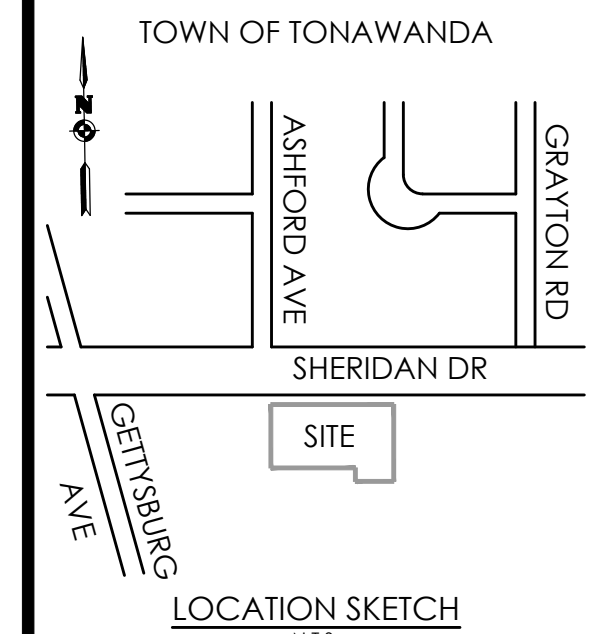 TOWN OF TONAWANDA
N
ASHFORD AVE
GRAYTON RD
SHERIDAN DR
SITE
GETTYSBURG
AVE
LOCATION SKETCH